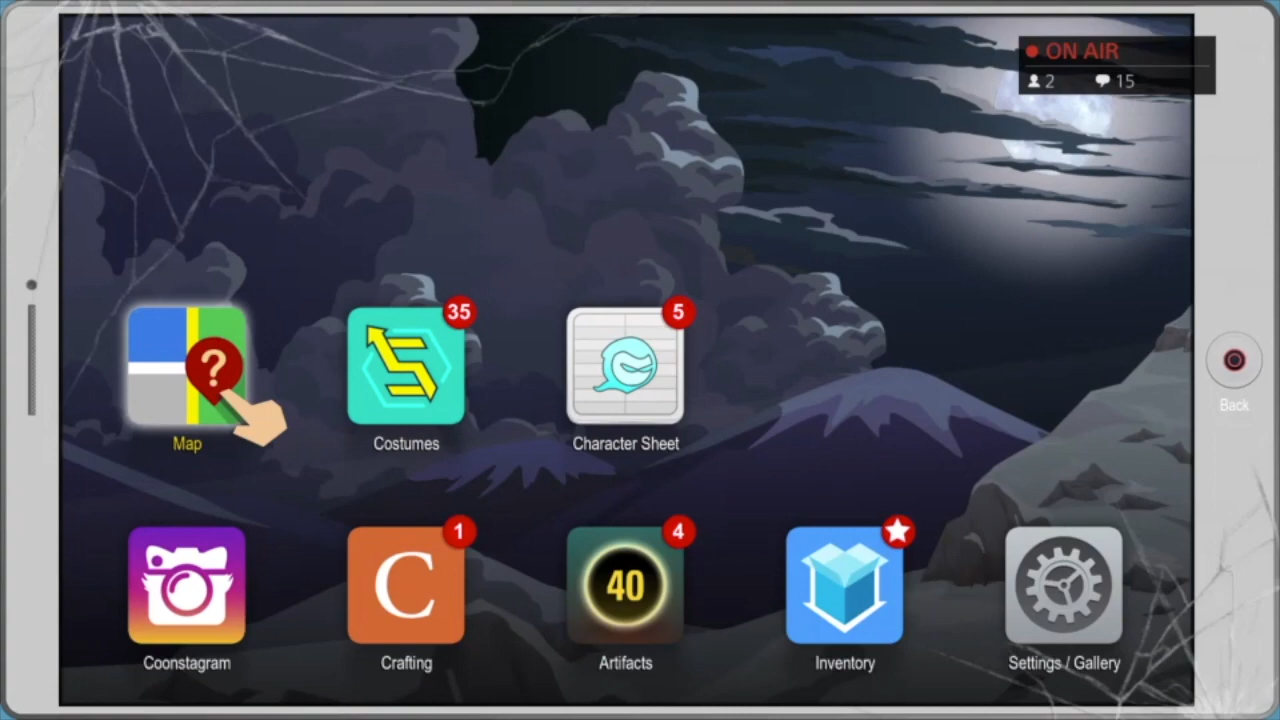 ON AIR
2 15
?
35
5
Map
Costumes
Character Sheet
Back
1
4
C
40
Coonstagram
Crafting
Artifacts
Inventory
Settings / Gallery